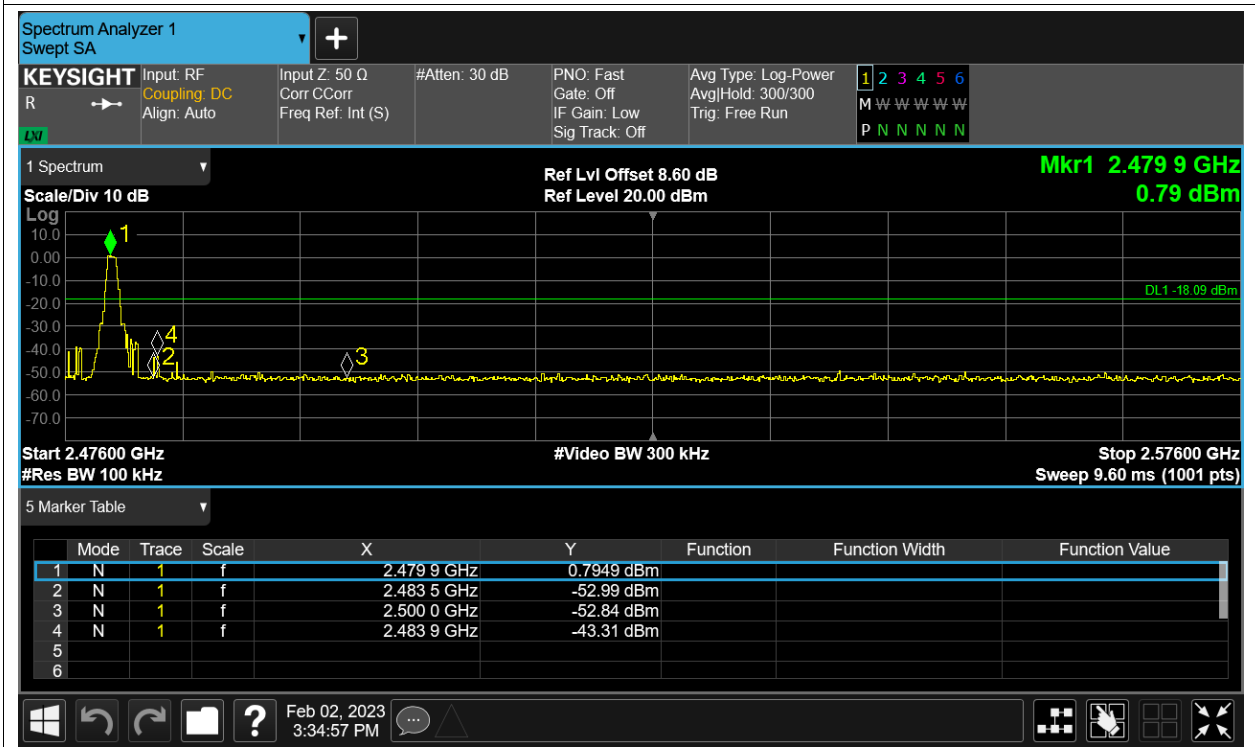 Spectrum Analyzer 1
Swept SA
+
KEYSIGHT Input: RF Input Z: 50 Ω #Atten: 30 dB PNO: Fast Avg Type: Log-Power 1 2 3 4 5 6
R Coupling: DC Corr CCorr Gate: Off Avg|Hold: 300/300 M W W W W W
Align: Auto Freq Ref: Int (S) IF Gain: Low Trig: Free Run
LXI Sig Track: Off P N N N N N
1 Spectrum Ref Lvl Offset 8.60 dB Mkr1 2.479 9 GHz
Scale/Div 10 dB Ref Level 20.00 dBm 0.79 dBm
Log
10.0
1
0.00
-10.0
DL1 -18.09 dBm
-20.0
-30.0
4
-40.0
2 3
-50.0
-60.0
-70.0
Start 2.47600 GHz #Video BW 300 kHz Stop 2.57600 GHz
#Res BW 100 kHz Sweep 9.60 ms (1001 pts)
5 Marker Table
Mode Trace Scale X Y Function Function Width Function Value
1 N 1 f 2.479 9 GHz 0.7949 dBm
2 N 1 f 2.483 5 GHz -52.99 dBm
3 N 1 f 2.500 0 GHz -52.84 dBm
4 N 1 f 2.483 9 GHz -43.31 dBm
5
6
? Feb 02, 2023
3:34:57 PM